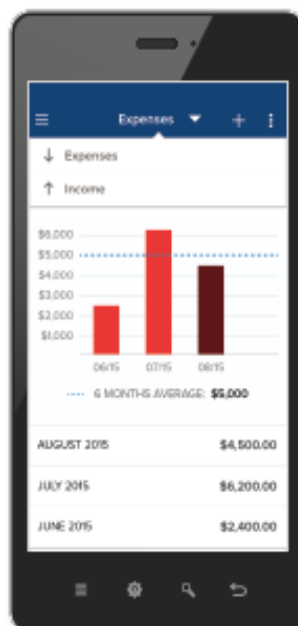 Expenses
Expenses
Income
$6,000
$5,000
$4,000
$3,000
$2,000
$1,000
06/15 07/15 08/15
6 MONTHS AVERAGE: $5,000
AUGUST 2015 $4,500.00
JULY 2015 $6,200.00
JUNE 2015 $2,400.00